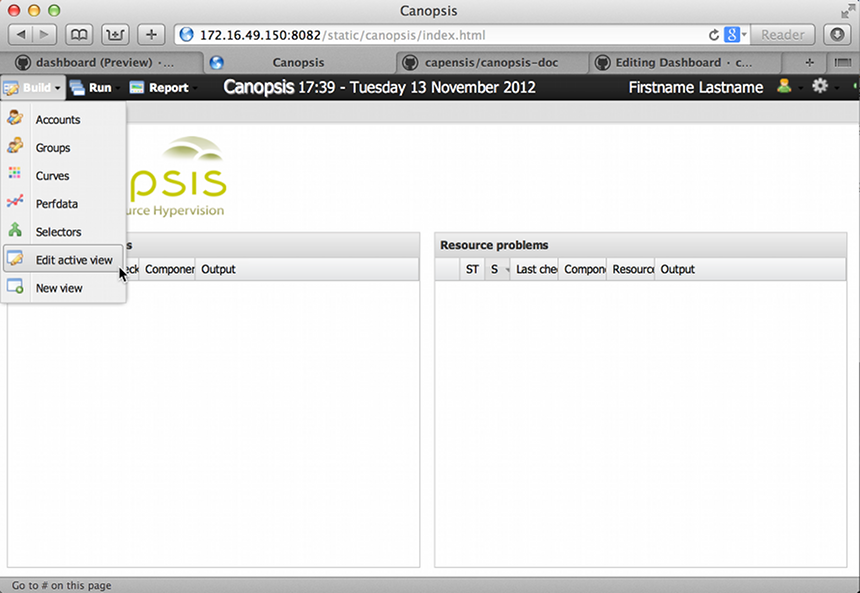 Canopsis
172.16.49.150:8082/static/canopsis/index.html
Reader
dashboard (Preview) ·...
Canopsis
capensis/canopsis-doc
Editing Dashboard · c...
Build
Run
Report
Canopsis 17:39 - Tuesday 13 November 2012
Firstname Lastname
Accounts
Groups
Curves
Perfdata
Selectors
Edit active view
New view
psis
urce Hypervision
s
Componen
Output
Resource problems
ST
S
Last che
Compon
Resourc
Output
Go to # on this page